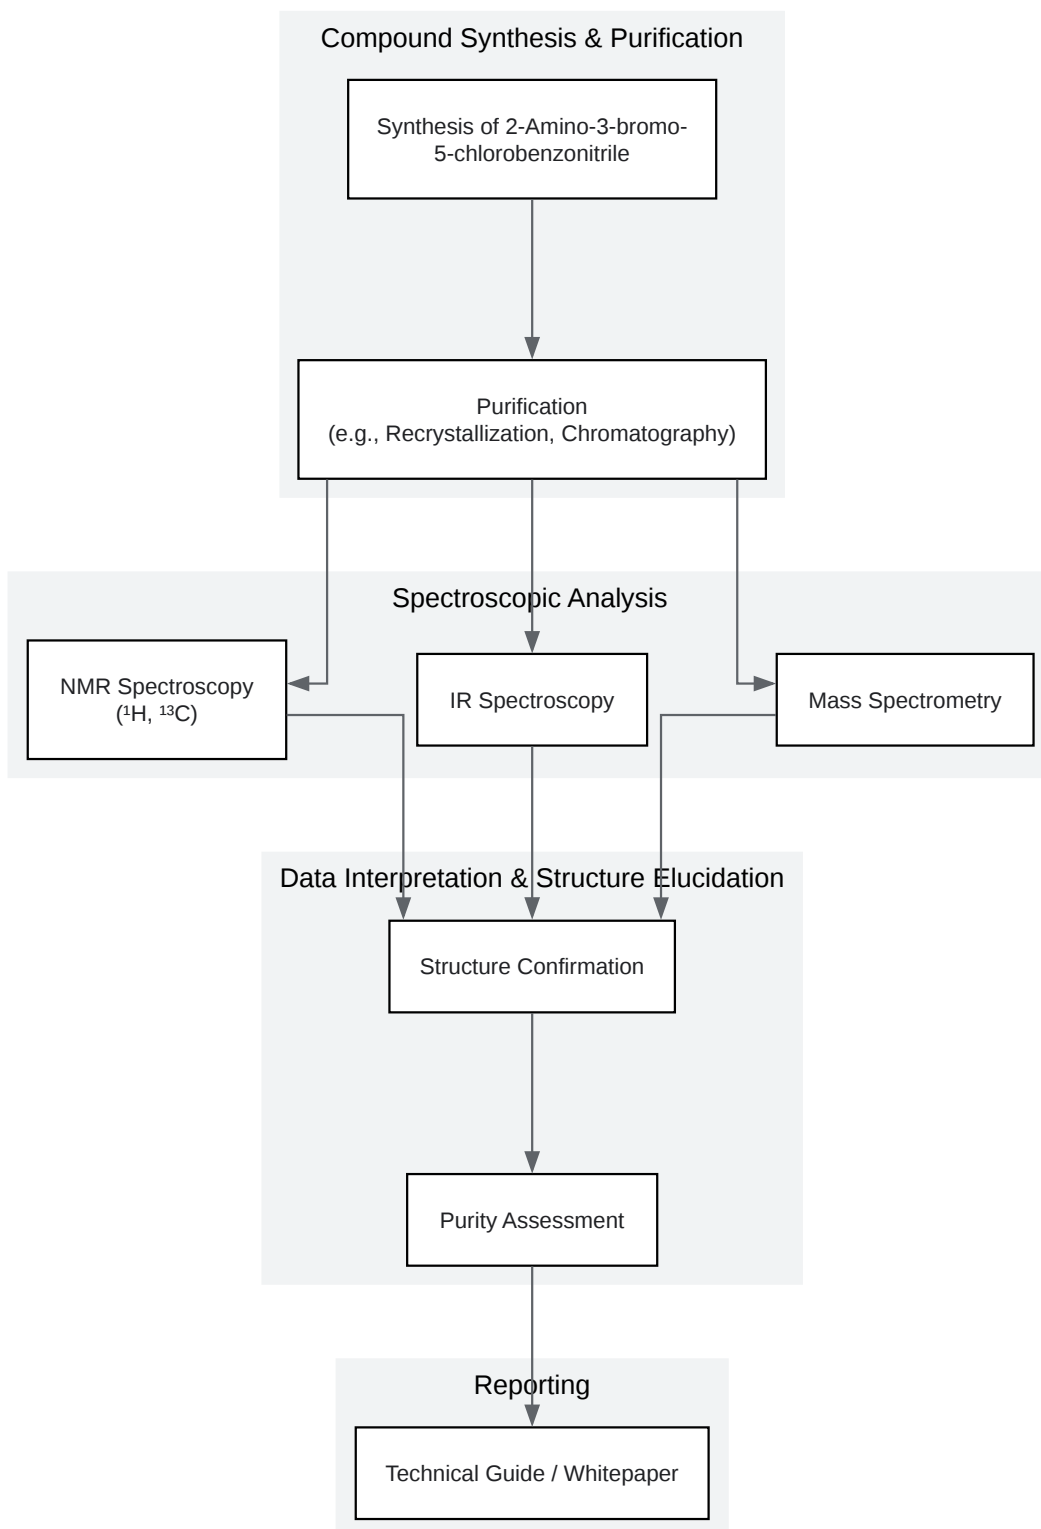 Compound Synthesis & Purification
Synthesis of 2-Amino-3-bromo-
5-chlorobenzonitrile
Purification
(e.g., Recrystallization, Chromatography)
Spectroscopic Analysis
NMR Spectroscopy
(¹H, ¹³C)
IR Spectroscopy
Mass Spectrometry
Data Interpretation & Structure Elucidation
Structure Confirmation
Purity Assessment
Reporting
Technical Guide / Whitepaper